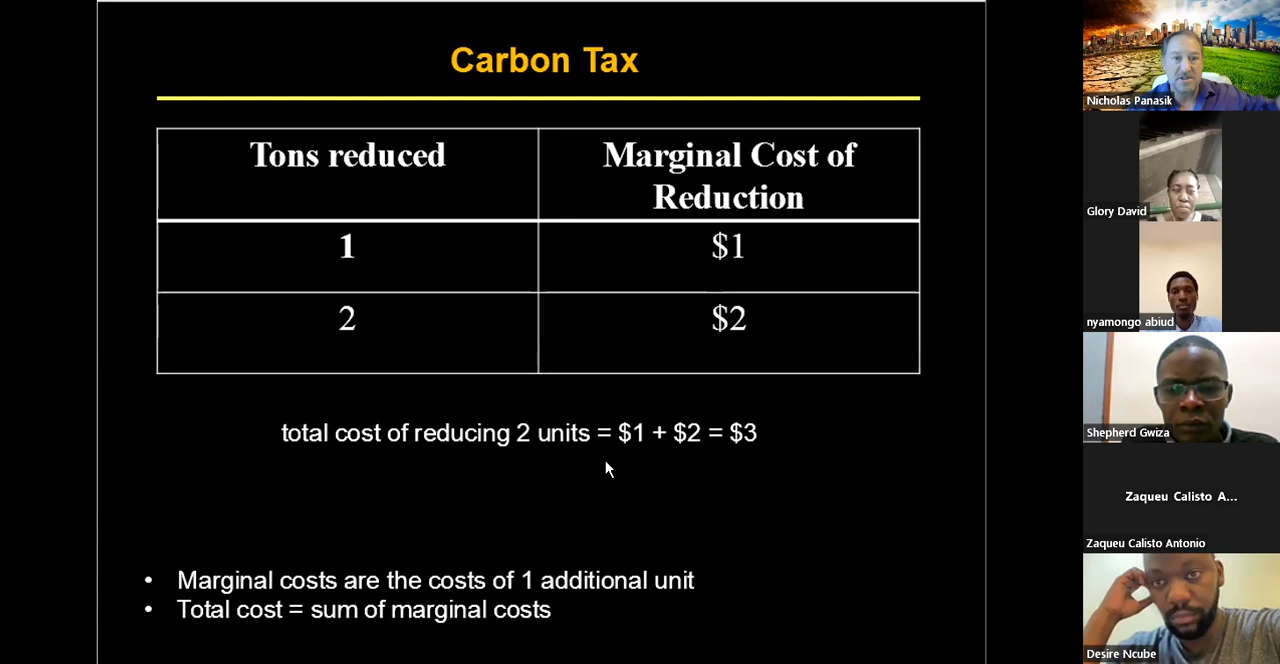 Carbon Tax
Tons reduced
Marginal Cost of
Reduction
1
$1
2
$2
total cost of reducing 2 units = $1 + $2 = $3
• Marginal costs are the costs of 1 additional unit
• Total cost = sum of marginal costs
Nicholas Panasik
Glory David
nyamongo abiud
Shepherd Gwiza
Zaqueu Calisto A...
Zaqueu Calisto Antonio
Desire Ncube